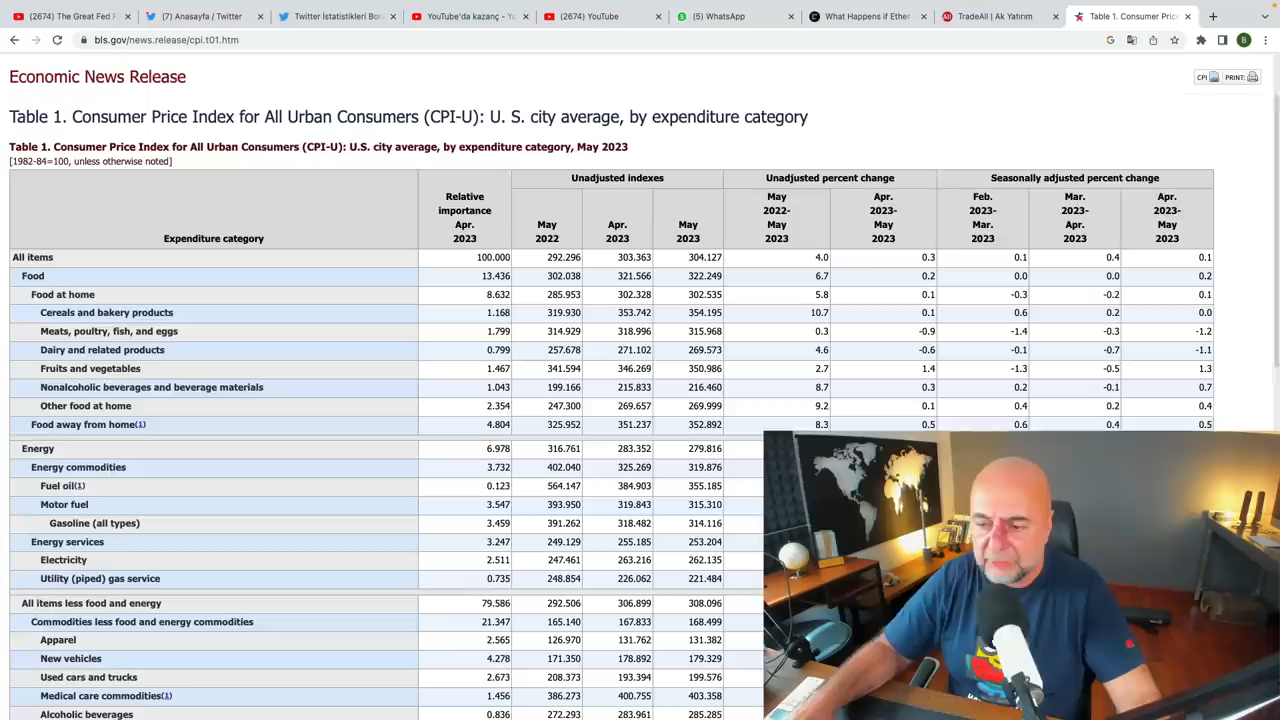 (2674) The Great Fed F
(7) Anasayfa / Twitter
Twitter İstatistikleri Bor
YouTube'da kazanç - Yo
(2674) YouTube
(5) WhatsApp
What Happens if Ether
TradeAll | Ak Yatırım
Table 1. Consumer Price
bls.gov/news.release/cpi.t01.htm
Economic News Release
CPI PRINT:
Table 1. Consumer Price Index for All Urban Consumers (CPI-U): U. S. city average, by expenditure category
Table 1. Consumer Price Index for All Urban Consumers (CPI-U): U.S. city average, by expenditure category, May 2023
[1982-84=100, unless otherwise noted]
Expenditure category
Relative importance Apr. 2023
Unadjusted indexes
May 2022
Apr. 2023
May 2023
Unadjusted percent change
May 2022-May 2023
Apr. 2023-May 2023
Seasonally adjusted percent change
Feb. 2023-Mar. 2023
Mar. 2023-Apr. 2023
Apr. 2023-May 2023
All items 100.000 292.296 303.363 304.127 4.0 0.3 0.1 0.4 0.1
Food 13.436 302.038 321.566 322.249 6.7 0.2 0.0 0.0 0.2
Food at home 8.632 285.953 302.328 302.535 5.8 0.1 -0.3 -0.2 0.1
Cereals and bakery products 1.168 319.930 353.742 354.195 10.7 0.1 0.6 0.2 0.0
Meats, poultry, fish, and eggs 1.799 314.929 318.996 315.968 0.3 -0.9 -1.4 -0.3 -1.2
Dairy and related products 0.799 257.678 271.102 269.573 4.6 -0.6 -0.1 -0.7 -1.1
Fruits and vegetables 1.467 341.594 346.269 350.986 2.7 1.4 -1.3 -0.5 1.3
Nonalcoholic beverages and beverage materials 1.043 199.166 215.833 216.460 8.7 0.3 0.2 -0.1 0.7
Other food at home 2.354 247.300 269.657 269.999 9.2 0.1 0.4 0.2 0.4
Food away from home(1) 4.804 325.952 351.237 352.892 8.3 0.5 0.6 0.4 0.5
Energy 6.978 316.761 283.352 279.816
Energy commodities 3.732 402.040 325.269 319.876
Fuel oil(1) 0.123 564.147 384.903 355.185
Motor fuel 3.547 393.950 319.843 315.310
Gasoline (all types) 3.459 391.262 318.482 314.116
Energy services 3.247 249.129 255.185 253.204
Electricity 2.511 247.461 263.216 262.135
Utility (piped) gas service 0.735 248.854 226.062 221.484
All items less food and energy 79.586 292.506 306.899 308.096
Commodities less food and energy commodities 21.347 165.140 167.833 168.499
Apparel 2.565 126.970 131.762 131.382
New vehicles 4.278 171.350 178.892 179.329
Used cars and trucks 2.673 208.373 193.394 199.576
Medical care commodities(1) 1.456 386.273 400.755 403.358
Alcoholic beverages 0.836 272.293 283.961 285.285